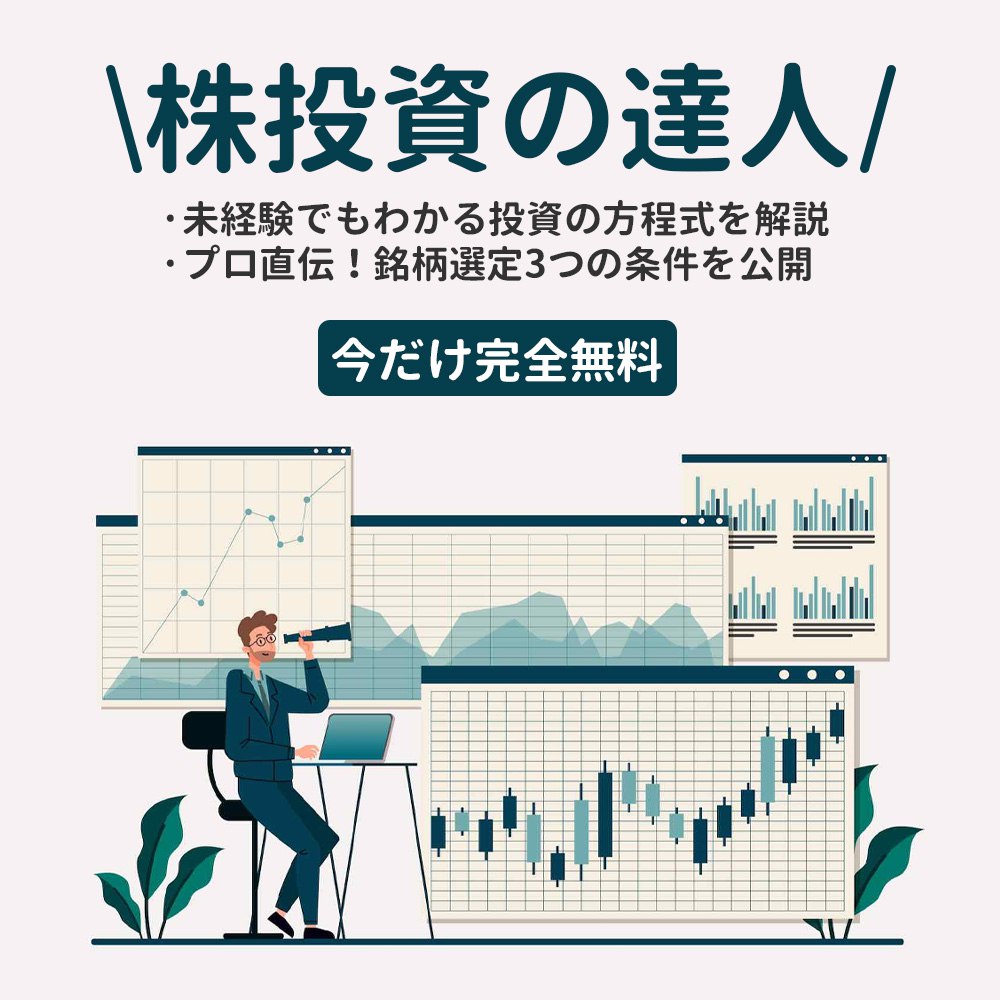 \株投資の達人/
・未経験でもわかる投資の方程式を解説
・プロ直伝！銘柄選定3つの条件を公開
今だけ完全無料